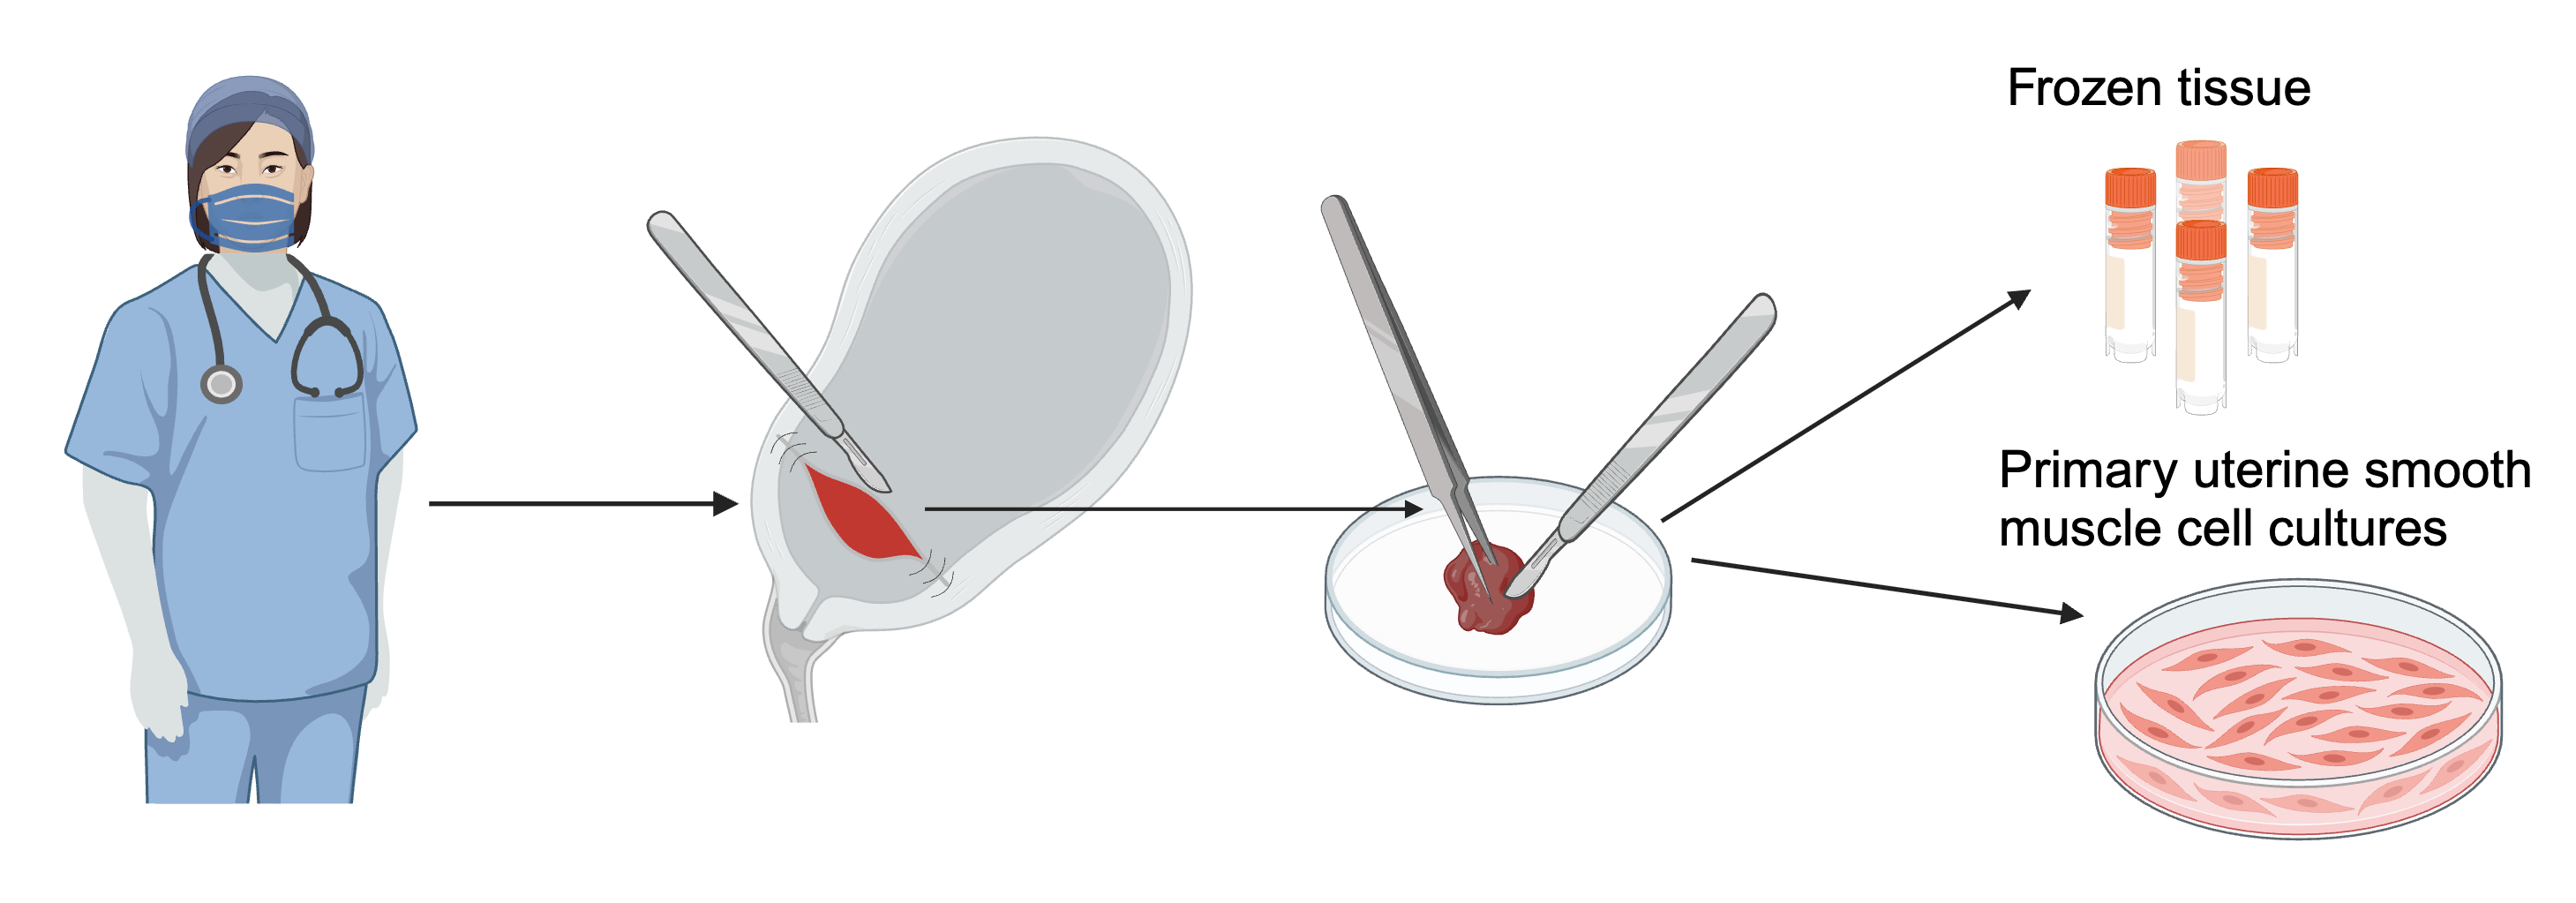 Frozen tissue
Primary uterine smooth
muscle cell cultures